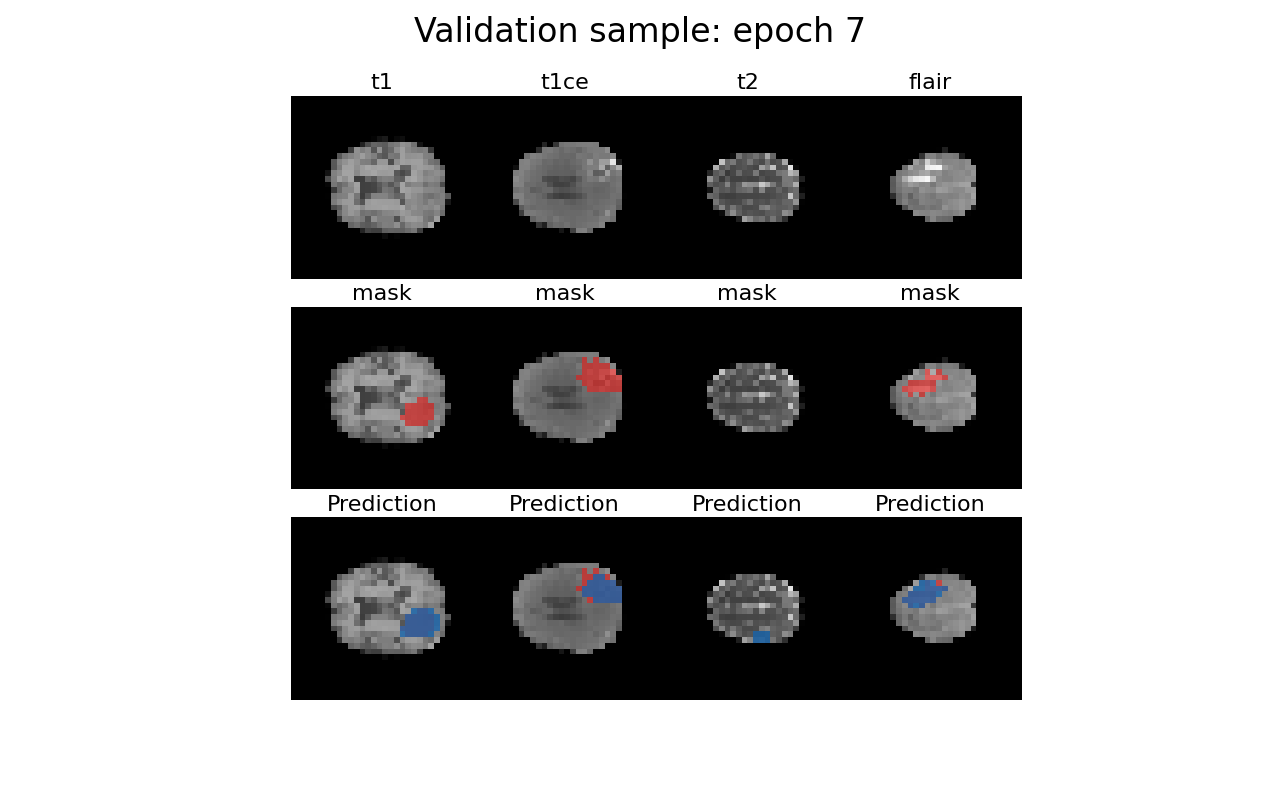 Validation sample: epoch 7
t1 t1ce t2 flair
mask mask mask mask
Prediction Prediction Prediction Prediction